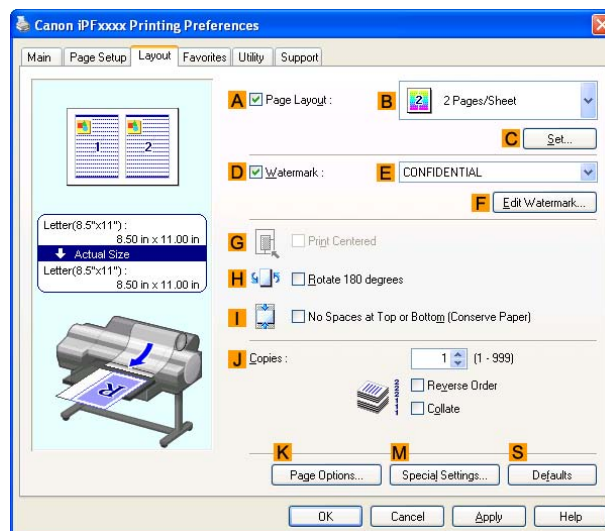 Canon iPFxxxx Printing Preferences
Main Page Setup Layout Favorites Utility Support
A Page Layout : B 2 2 Pages/Sheet
1 2
C Set...
D Watermark : E CONFIDENTIAL
F Edit Watermark...
Letter(8.5"x11") :
8.50 in x 11.00 in
Actual Size
Letter(8.5"x11") :
8.50 in x 11.00 in
G Print Centered
H Rotate 180 degrees
I No Spaces at Top or Bottom (Conserve Paper)
J Copies : 1 (1 - 999)
Reverse Order
Collate
R
K M S
Page Options... Special Settings... Defaults
OK Cancel Apply Help